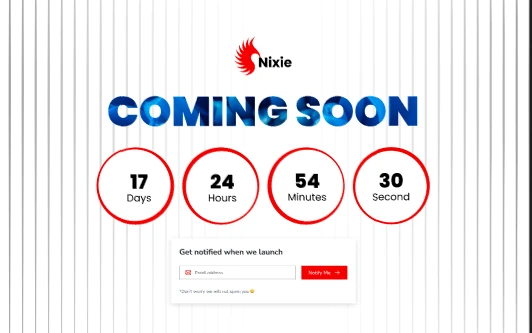 Nixie
COMING SOON
17 24 54 30
Days Hours Minutes Second
Get notified when we launch
Email address
Notify Me →
*Don't worry we will not spam you 😊